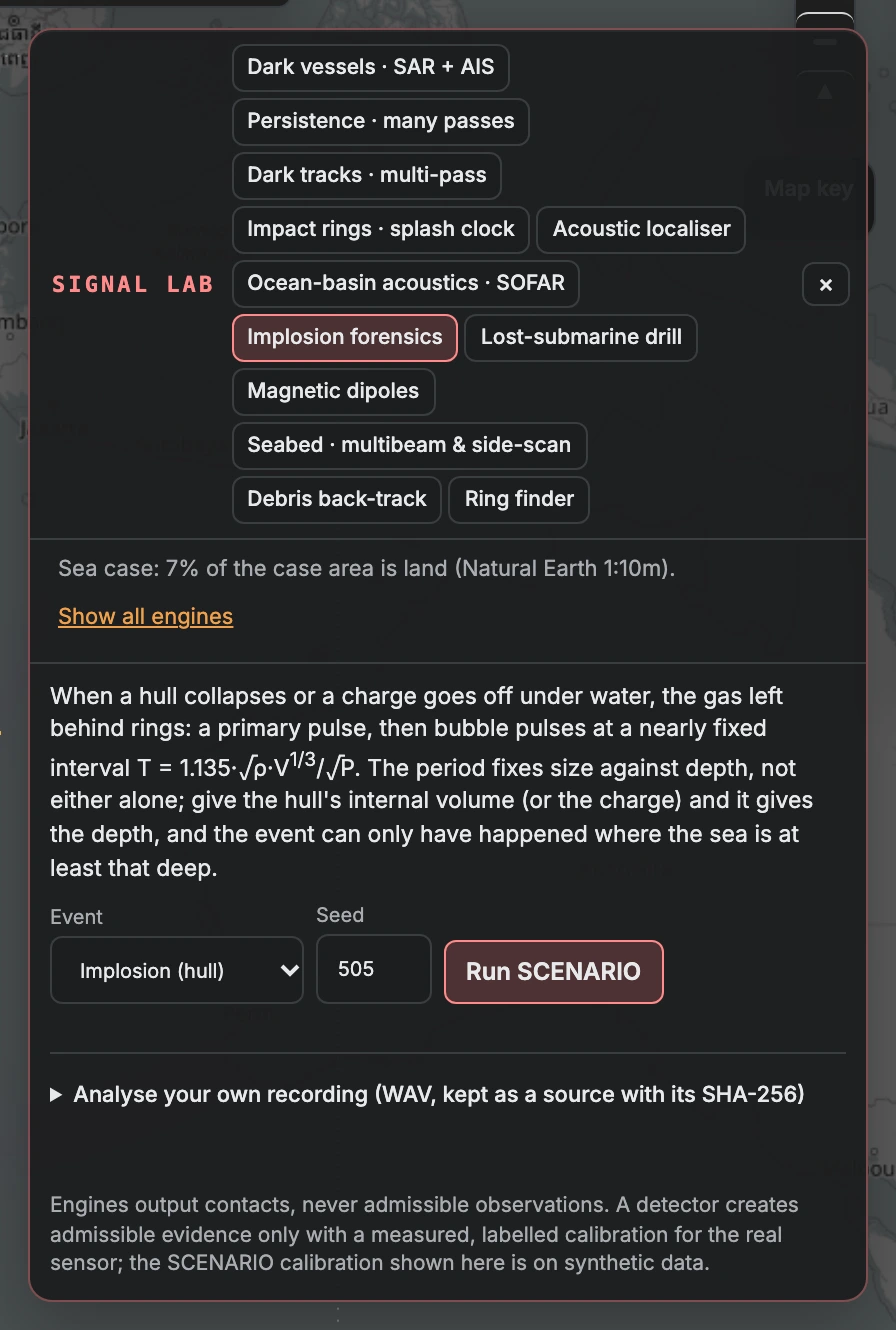 Dark vessels · SAR + AIS
Persistence · many passes
Dark tracks · multi-pass
Map key
Impact rings · splash clock
Acoustic localiser
SIGNAL LAB
Ocean-basin acoustics · SOFAR
×
Implosion forensics
Lost-submarine drill
Magnetic dipoles
Seabed · multibeam & side-scan
Debris back-track
Ring finder
Sea case: 7% of the case area is land (Natural Earth 1:10m).
Show all engines
When a hull collapses or a charge goes off under water, the gas left
behind rings: a primary pulse, then bubble pulses at a nearly fixed
interval T = 1.135·√ρ·V^1/3/√P. The period fixes size against depth, not
either alone; give the hull's internal volume (or the charge) and it gives
the depth, and the event can only have happened where the sea is at
least that deep.
Event
Seed
Implosion (hull)
505
Run SCENARIO
▶ Analyse your own recording (WAV, kept as a source with its SHA-256)
Engines output contacts, never admissible observations. A detector creates
admissible evidence only with a measured, labelled calibration for the real
sensor; the SCENARIO calibration shown here is on synthetic data.